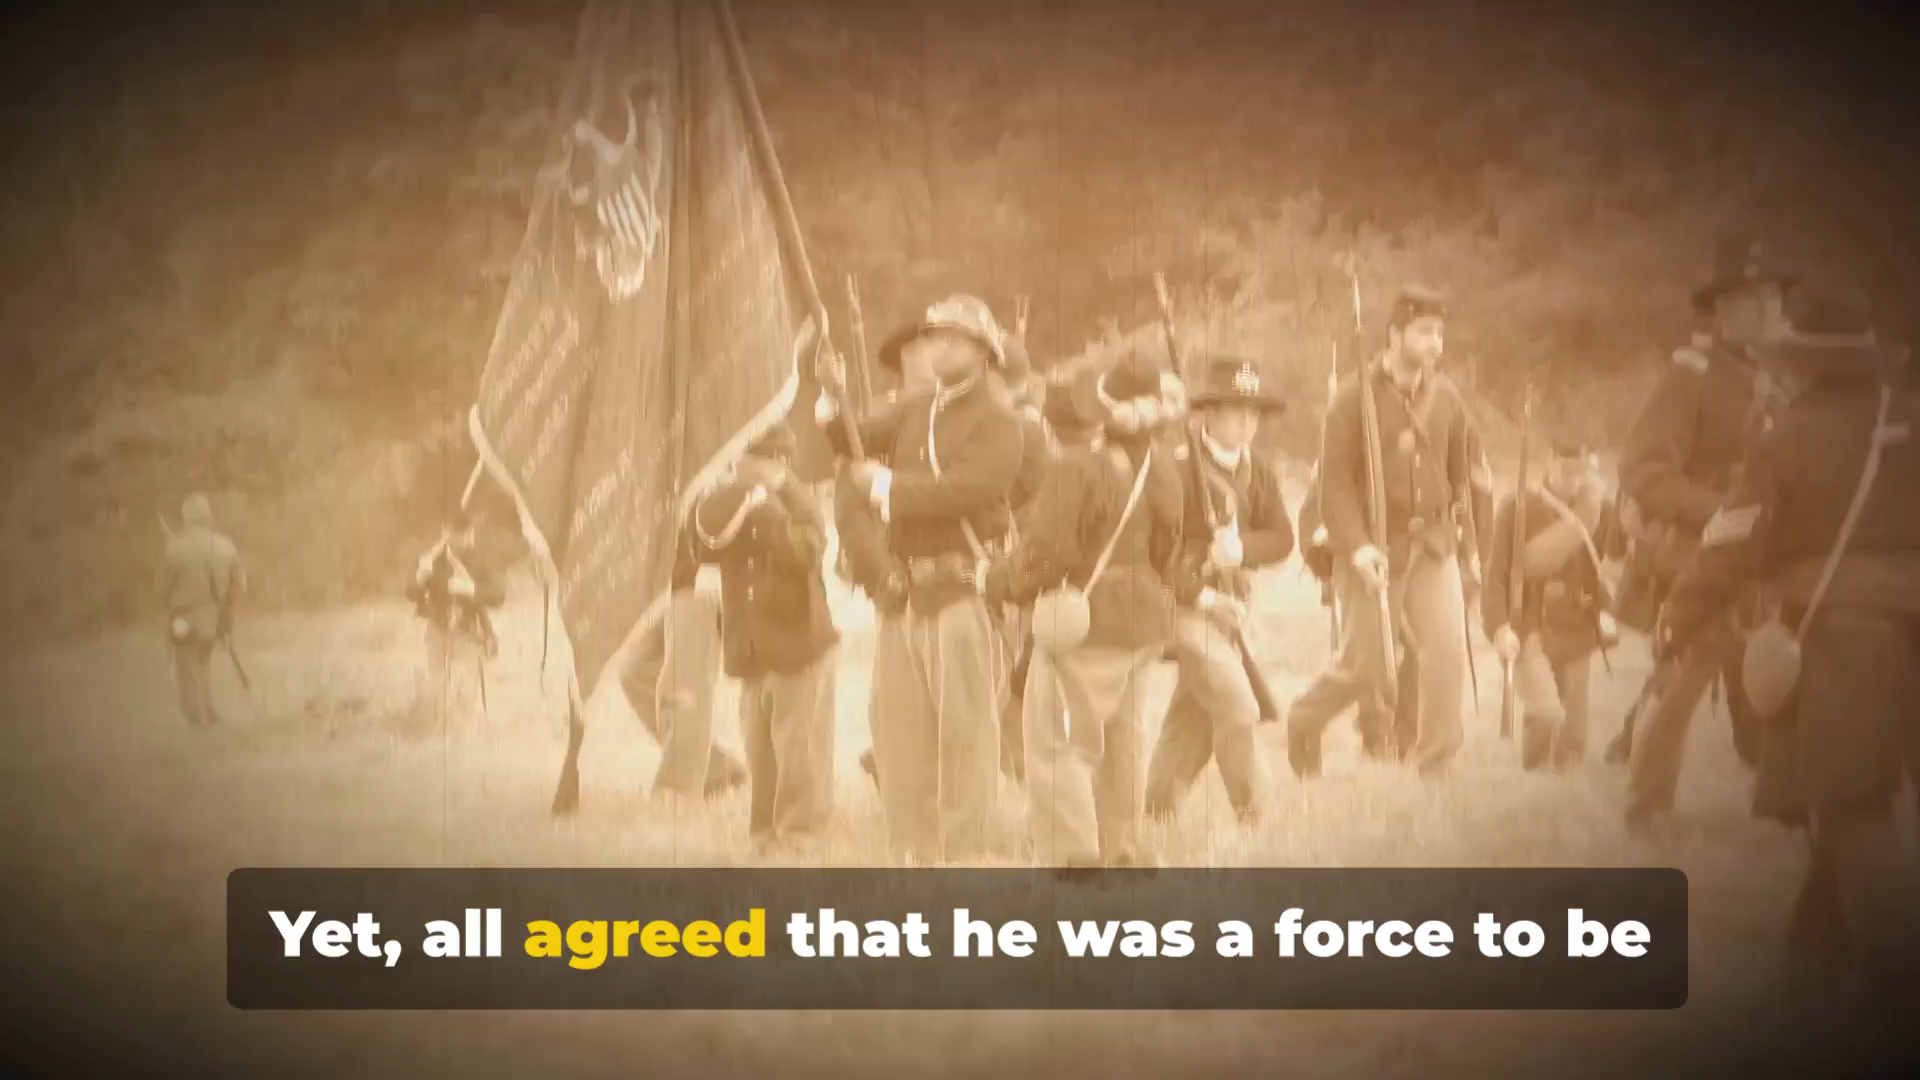 Yet, all agreed that he was a force to be